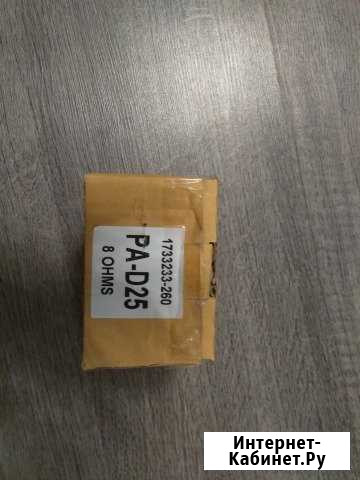 1733233-260
PA-D25
8 OHMS
Интернет-
Кабинет.Ру